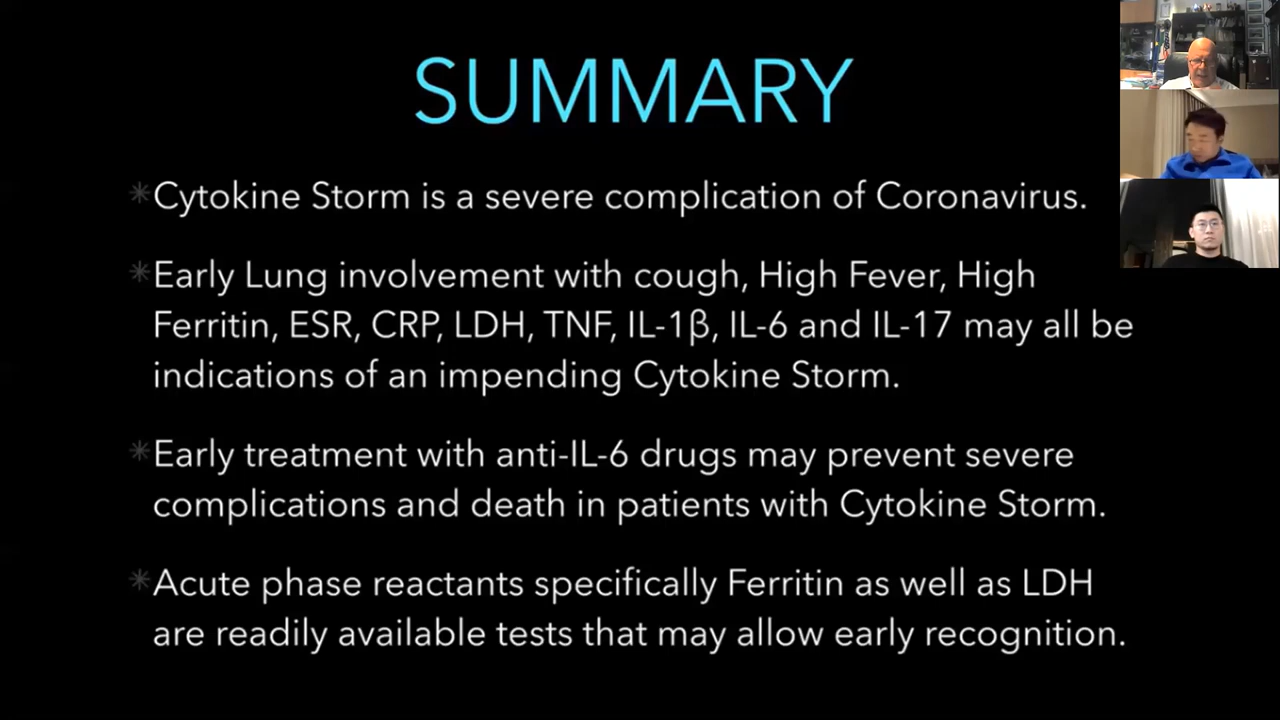 SUMMARY
*Cytokine Storm is a severe complication of Coronavirus.
*Early Lung involvement with cough, High Fever, High
Ferritin, ESR, CRP, LDH, TNF, IL-1β, IL-6 and IL-17 may all be
indications of an impending Cytokine Storm.
*Early treatment with anti-IL-6 drugs may prevent severe
complications and death in patients with Cytokine Storm.
*Acute phase reactants specifically Ferritin as well as LDH
are readily available tests that may allow early recognition.